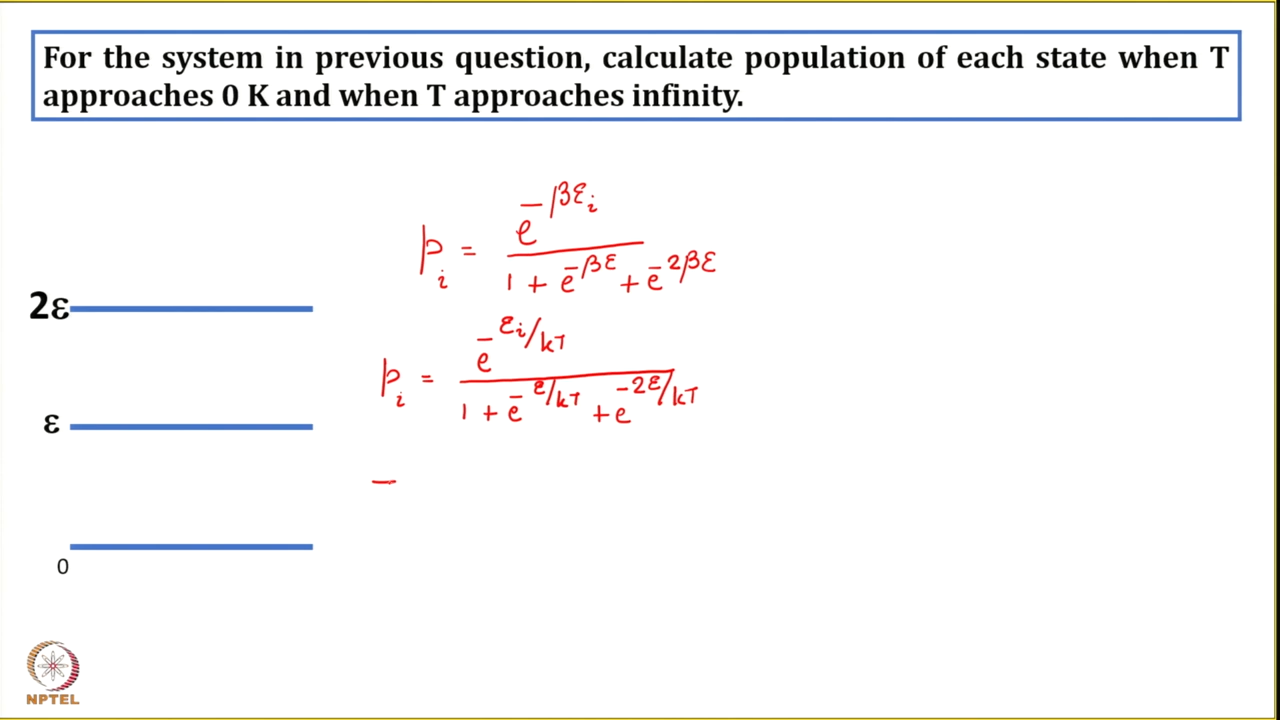 For the system in previous question, calculate population of each state when T
approaches 0 K and when T approaches infinity.
p_i = e^{-βε_i} / (1 + e^{-βε} + e^{-2βε})
p_i = e^{-ε_i/kT} / (1 + e^{-ε/kT} + e^{-2ε/kT})
2ε
ε
0
NPTEL